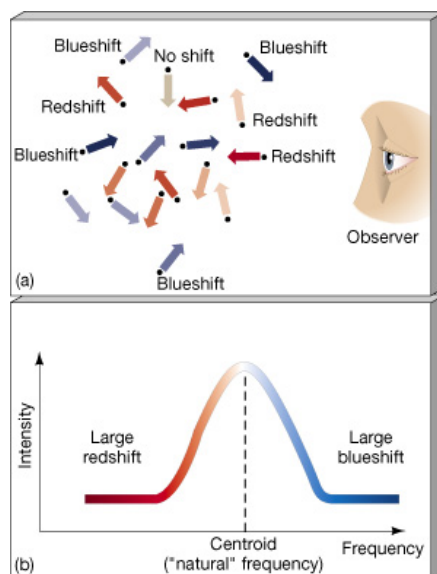 Blueshift
No shift
Blueshift
Redshift
Redshift
Blueshift
Redshift
Observer
Blueshift
(a)
Intensity
Large
redshift
Large
blueshift
Centroid
("natural" frequency)
Frequency
(b)